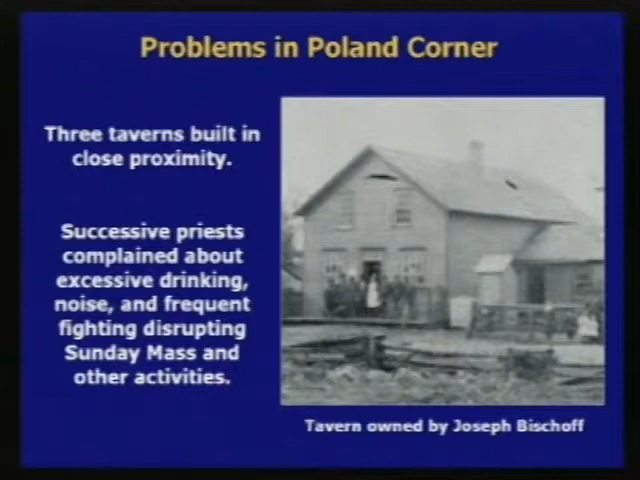 Problems in Poland Corner
Three taverns built in
close proximity.
Successive priests
complained about
excessive drinking,
noise, and frequent
fighting disrupting
Sunday Mass and
other activities.
Tavern owned by Joseph Bischoff